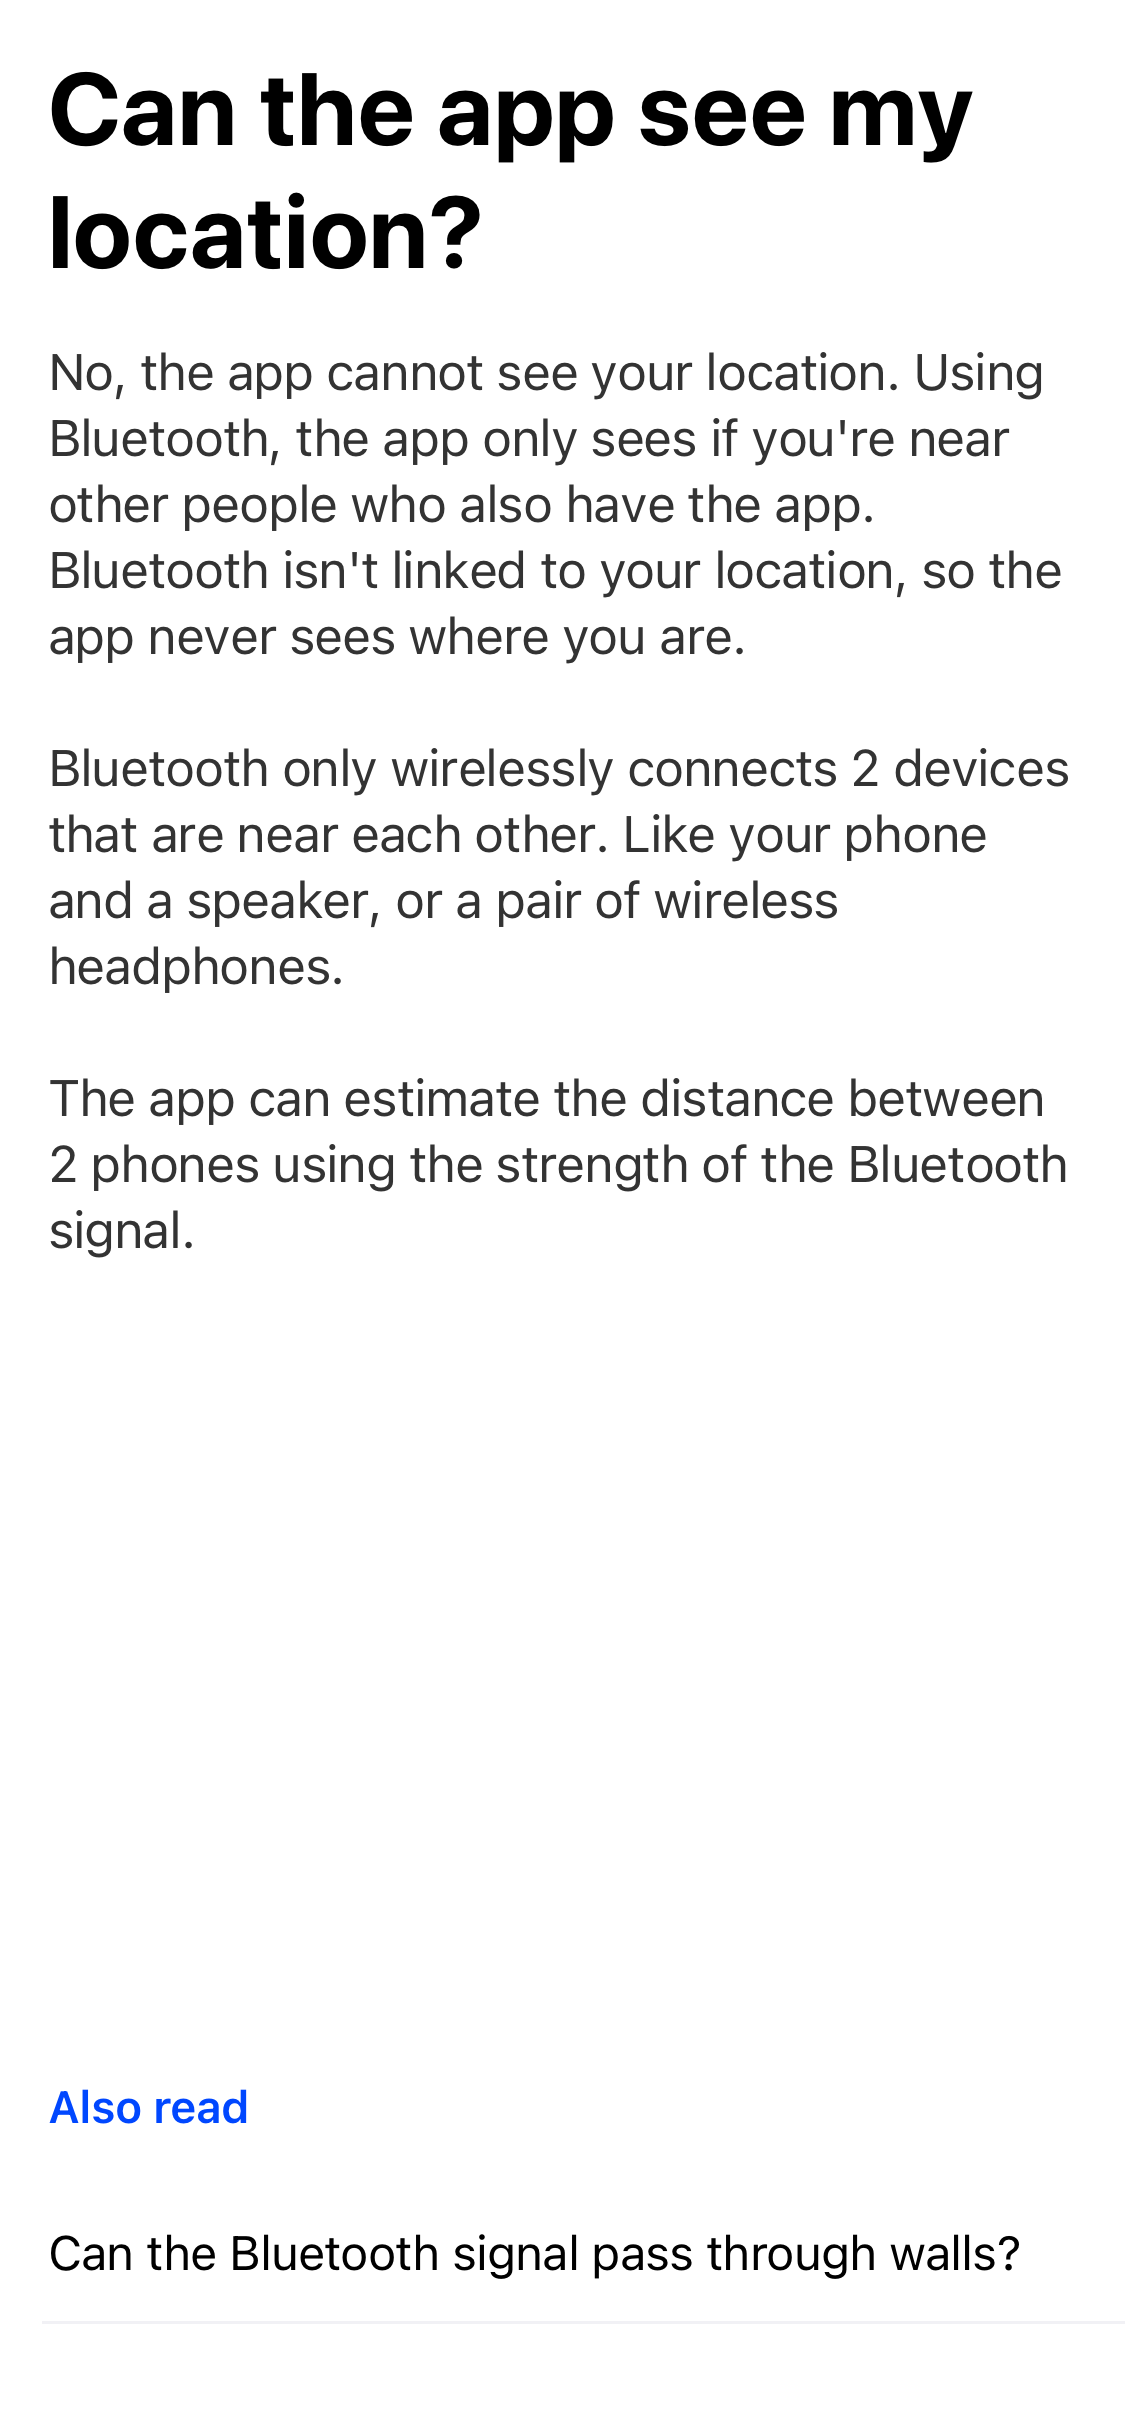 Can the app see my
location?
No, the app cannot see your location. Using
Bluetooth, the app only sees if you're near
other people who also have the app.
Bluetooth isn't linked to your location, so the
app never sees where you are.
Bluetooth only wirelessly connects 2 devices
that are near each other. Like your phone
and a speaker, or a pair of wireless
headphones.
The app can estimate the distance between
2 phones using the strength of the Bluetooth
signal.
Also read
Can the Bluetooth signal pass through walls?